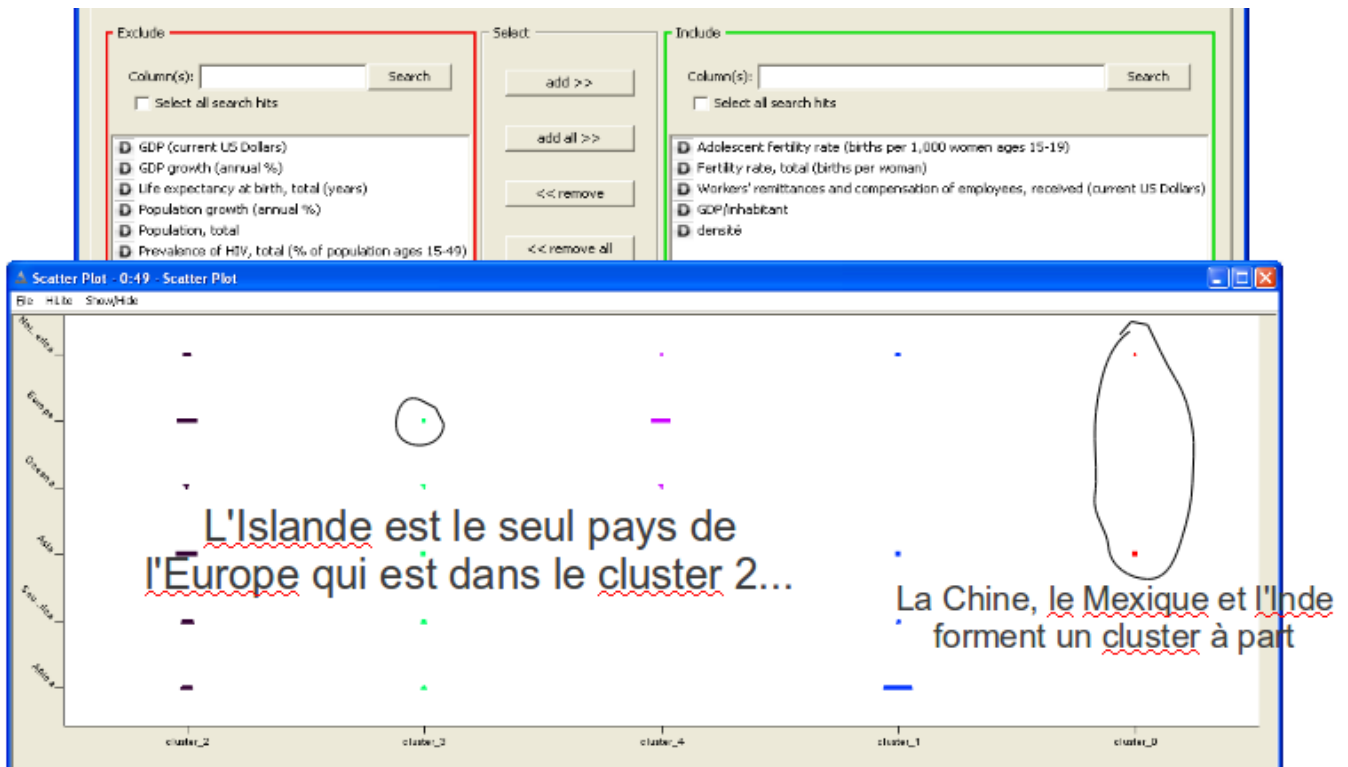 Exclude
Select
Include
Column(s):
Search
add >>
Column(s):
Search
Select all search hits
Select all search hits
add all >>
D GDP (current US Dollars)
D GDP growth (annual %)
D Life expectancy at birth, total (years)
D Population growth (annual %)
D Population, total
D Prevalence of HIV, total (% of population ages 15-49)
<< remove
<< remove all
D Adolescent fertility rate (births per 1,000 women ages 15-19)
D Fertility rate, total (births per woman)
D Workers' remittances and compensation of employees, received (current US Dollars)
D GDP/inhabitant
D densité
Scatter Plot - 0:49 - Scatter Plot
File HiLite Show/Hide
Europe
Oceania
Asia
Africa
L'Islande est le seul pays de
l'Europe qui est dans le cluster 2...
La Chine, le Mexique et l'Inde
forment un cluster à part
cluster_2
cluster_3
cluster_4
cluster_1
cluster_0